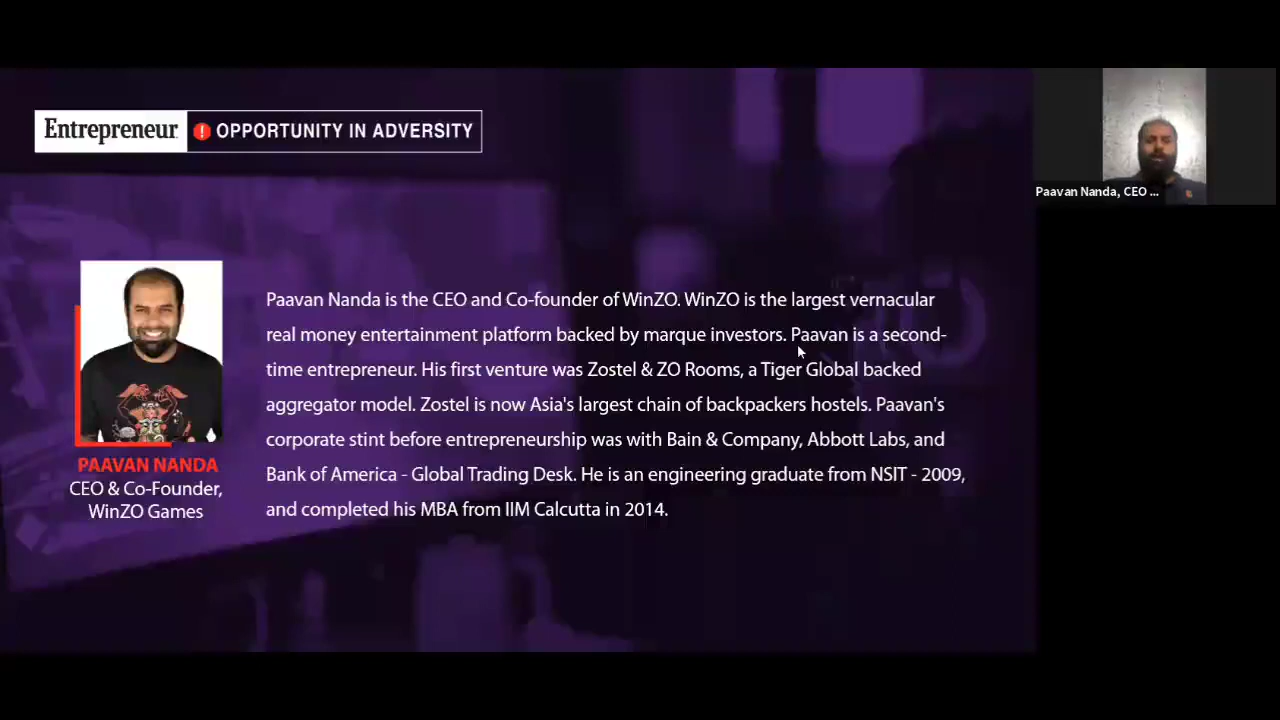 Entrepreneur ! OPPORTUNITY IN ADVERSITY
Paavan Nanda, CEO ...
Paavan Nanda is the CEO and Co-founder of WinZO. WinZO is the largest vernacular
real money entertainment platform backed by marque investors. Paavan is a second-
time entrepreneur. His first venture was Zostel & ZO Rooms, a Tiger Global backed
aggregator model. Zostel is now Asia's largest chain of backpackers hostels. Paavan's
corporate stint before entrepreneurship was with Bain & Company, Abbott Labs, and
Bank of America - Global Trading Desk. He is an engineering graduate from NSIT - 2009,
and completed his MBA from IIM Calcutta in 2014.
PAAVAN NANDA
CEO & Co-Founder,
WinZO Games